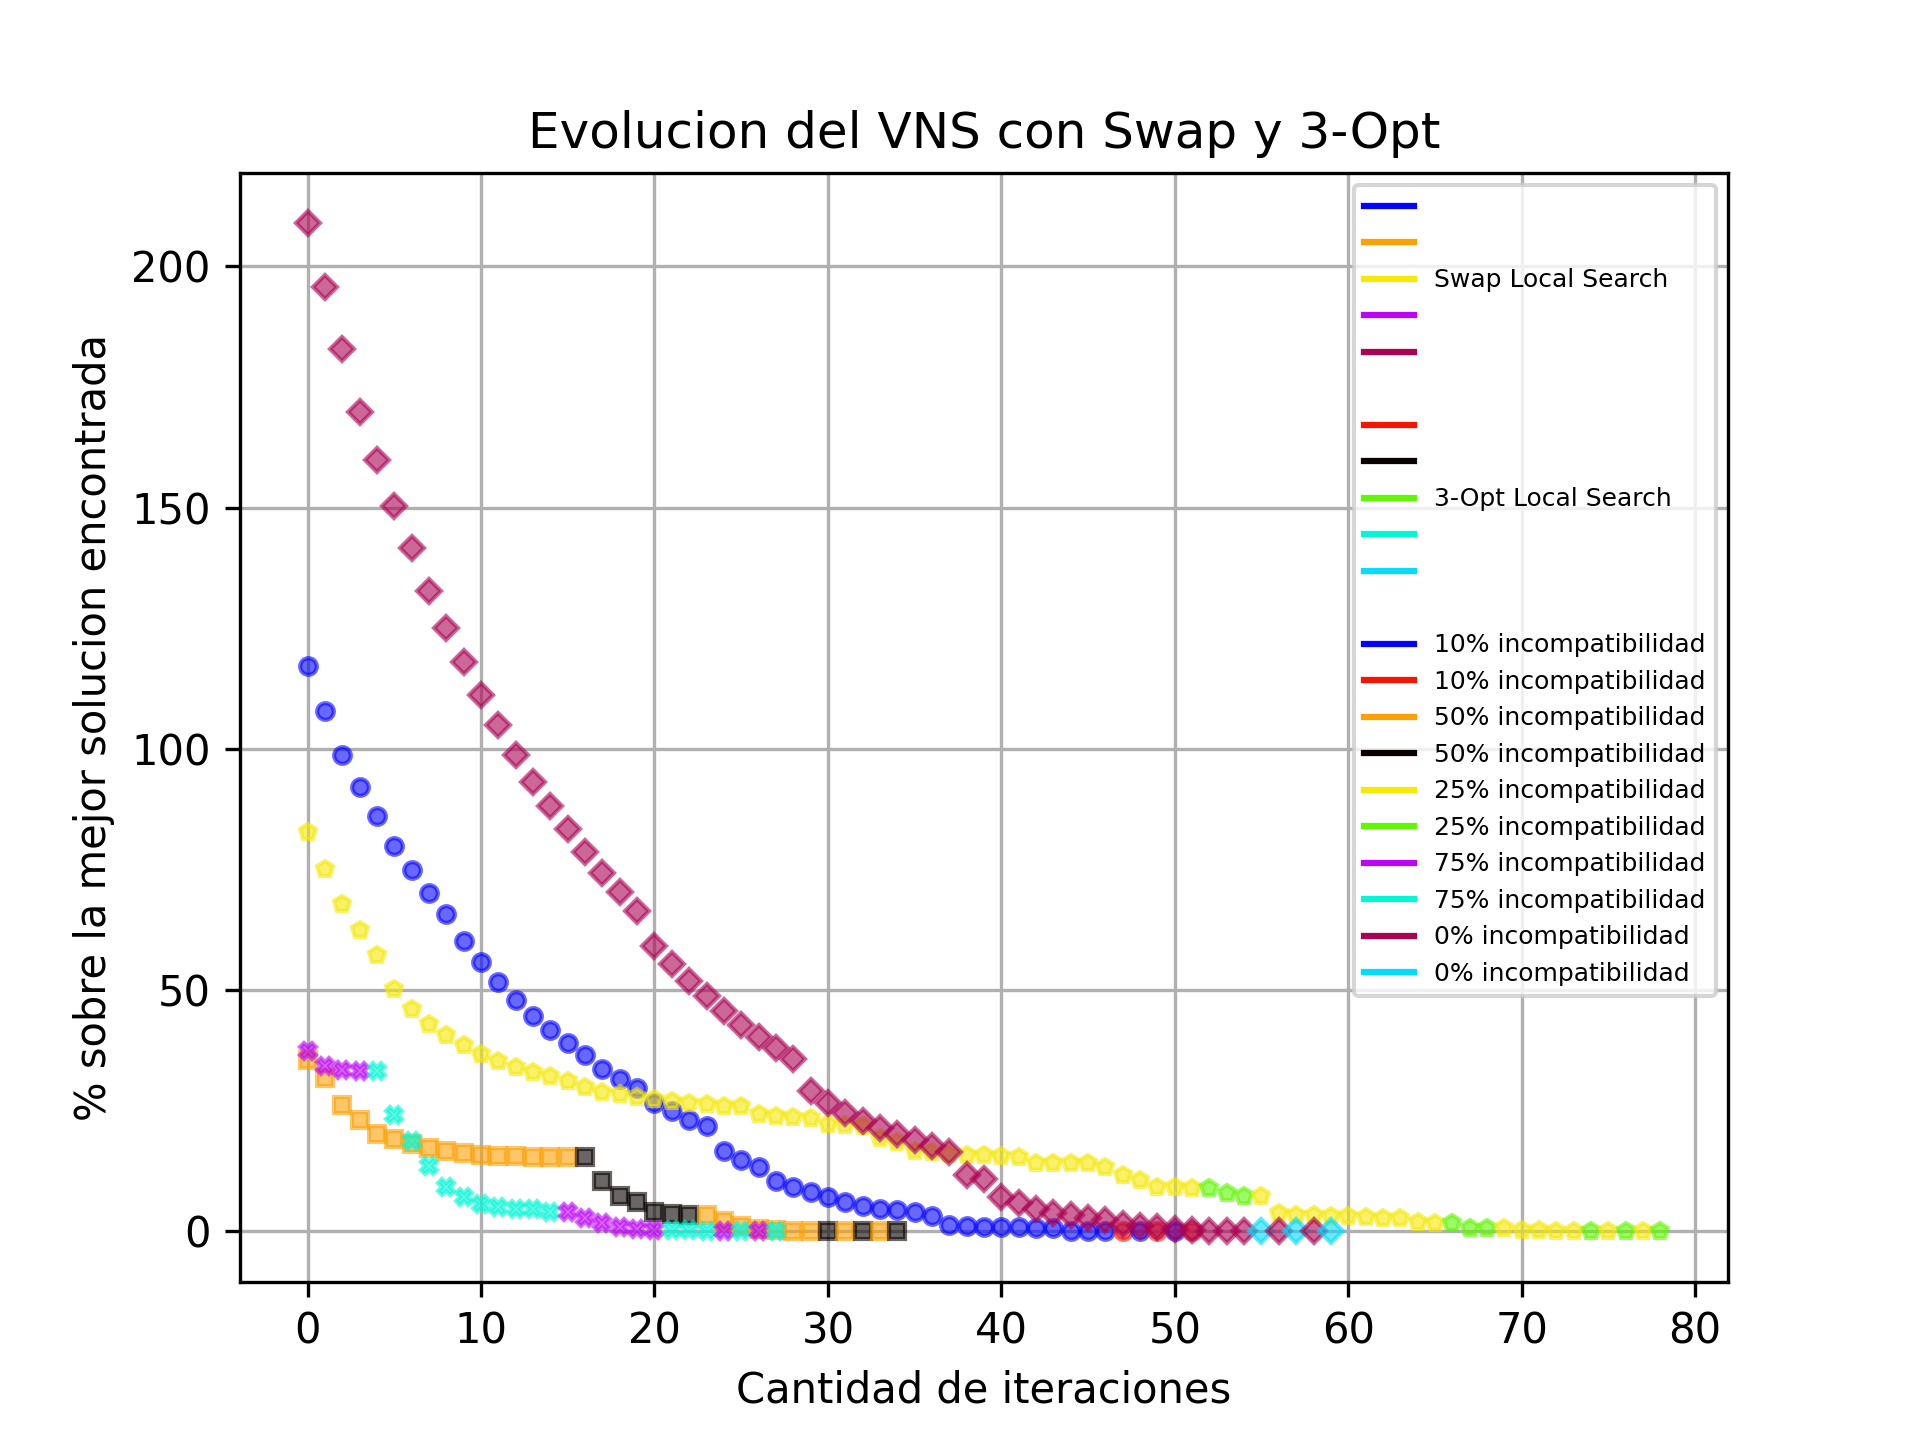 Evolucion del VNS con Swap y 3-Opt
% sobre la mejor solucion encontrada
200
150
100
50
0
Swap Local Search
3-Opt Local Search
10% incompatibilidad
10% incompatibilidad
50% incompatibilidad
50% incompatibilidad
25% incompatibilidad
25% incompatibilidad
75% incompatibilidad
75% incompatibilidad
0% incompatibilidad
0% incompatibilidad
0 10 20 30 40 50 60 70 80
Cantidad de iteraciones